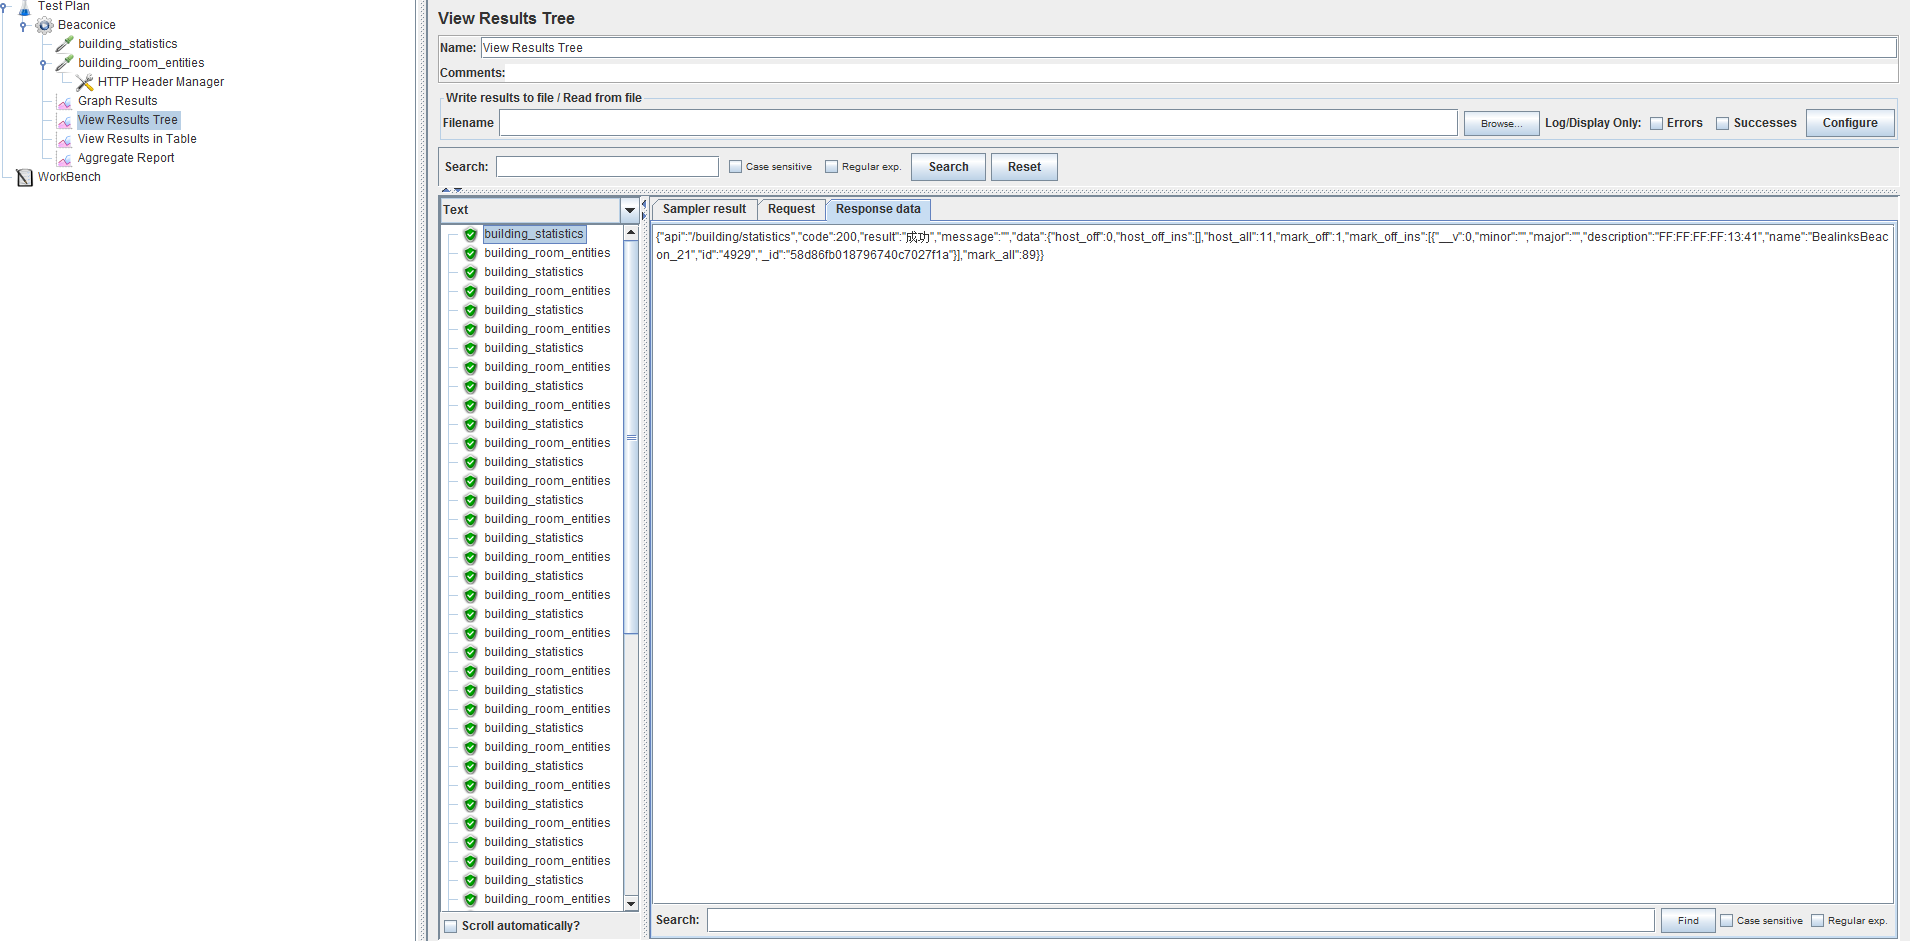 Test Plan
Beaconice
building_statistics
building_room_entities
HTTP Header Manager
Graph Results
View Results Tree
View Results in Table
Aggregate Report
WorkBench
View Results Tree
Name: View Results Tree
Comments:
Write results to file / Read from file
Filename Browse... Log/Display Only: Errors Successes Configure
Search: Case sensitive Regular exp. Search Reset
Text
building_statistics
building_room_entities
building_statistics
building_room_entities
building_statistics
building_room_entities
building_statistics
building_room_entities
building_statistics
building_room_entities
building_statistics
building_room_entities
building_statistics
building_room_entities
building_statistics
building_room_entities
building_statistics
building_room_entities
building_statistics
building_room_entities
building_statistics
building_room_entities
building_statistics
building_room_entities
building_statistics
building_room_entities
building_statistics
building_room_entities
building_statistics
building_room_entities
building_statistics
building_room_entities
building_statistics
building_room_entities
building_statistics
building_room_entities
Scroll automatically?
Sampler result Request Response data
{"api":"/building/statistics","code":200,"result":"成功","message":"","data":{"host_off":0,"host_off_ins":[],"host_all":11,"mark_off":1,"mark_off_ins":[{"__v":0,"minor":"","major":"","description":"FF:FF:FF:FF:13:41","name":"BealinksBeac
on_21","id":"4929","_id":"58d86fb018796740c7027f1a"}],"mark_all":89}}
Search: Find Case sensitive Regular exp.